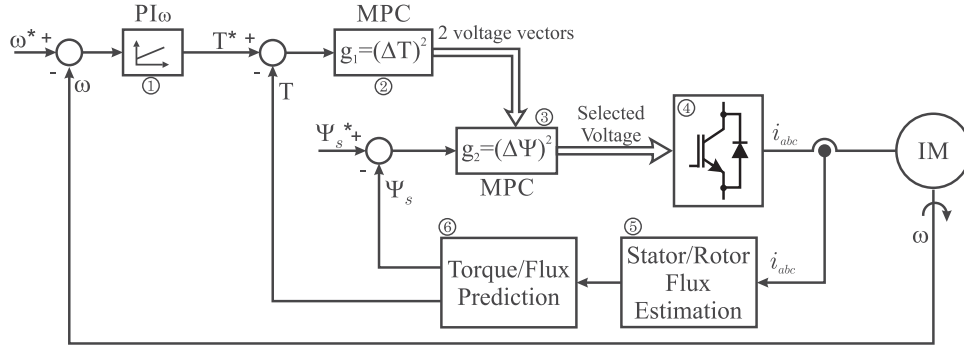 PIω
MPC
ω* +
T* +
g₁=(ΔT)²
2 voltage vectors
-
ω
①
-
T
②
③
Selected
Voltage
④
Ψs* +
g₂=(ΔΨ)²
iabc
IM
-
Ψs
MPC
⑥
⑤
ω
Torque/Flux
Prediction
Stator/Rotor
Flux
Estimation
iabc